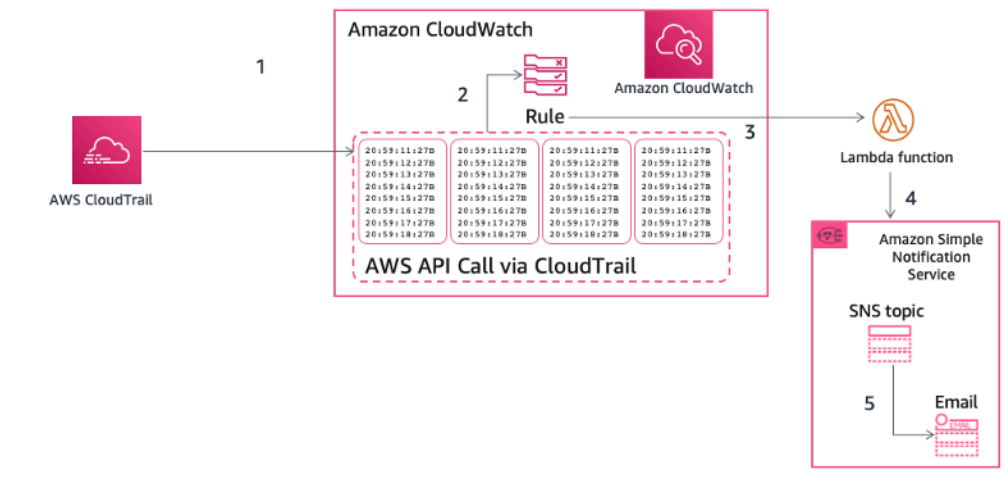 Amazon CloudWatch
1
2
Amazon CloudWatch
Rule
3
Lambda function
20:59:11:27B 20:59:11:27B 20:59:11:27B 20:59:11:27B
20:59:12:27B 20:59:12:27B 20:59:12:27B 20:59:12:27B
20:59:13:27B 20:59:13:27B 20:59:13:27B 20:59:13:27B
20:59:14:27B 20:59:14:27B 20:59:14:27B 20:59:14:27B
20:59:15:27B 20:59:15:27B 20:59:15:27B 20:59:15:27B
20:59:16:27B 20:59:16:27B 20:59:16:27B 20:59:16:27B
20:59:17:27B 20:59:17:27B 20:59:17:27B 20:59:17:27B
20:59:18:27B 20:59:18:27B 20:59:18:27B 20:59:18:27B
AWS CloudTrail
4
AWS API Call via CloudTrail
Amazon Simple
Notification
Service
SNS topic
5
Email
EMAIL